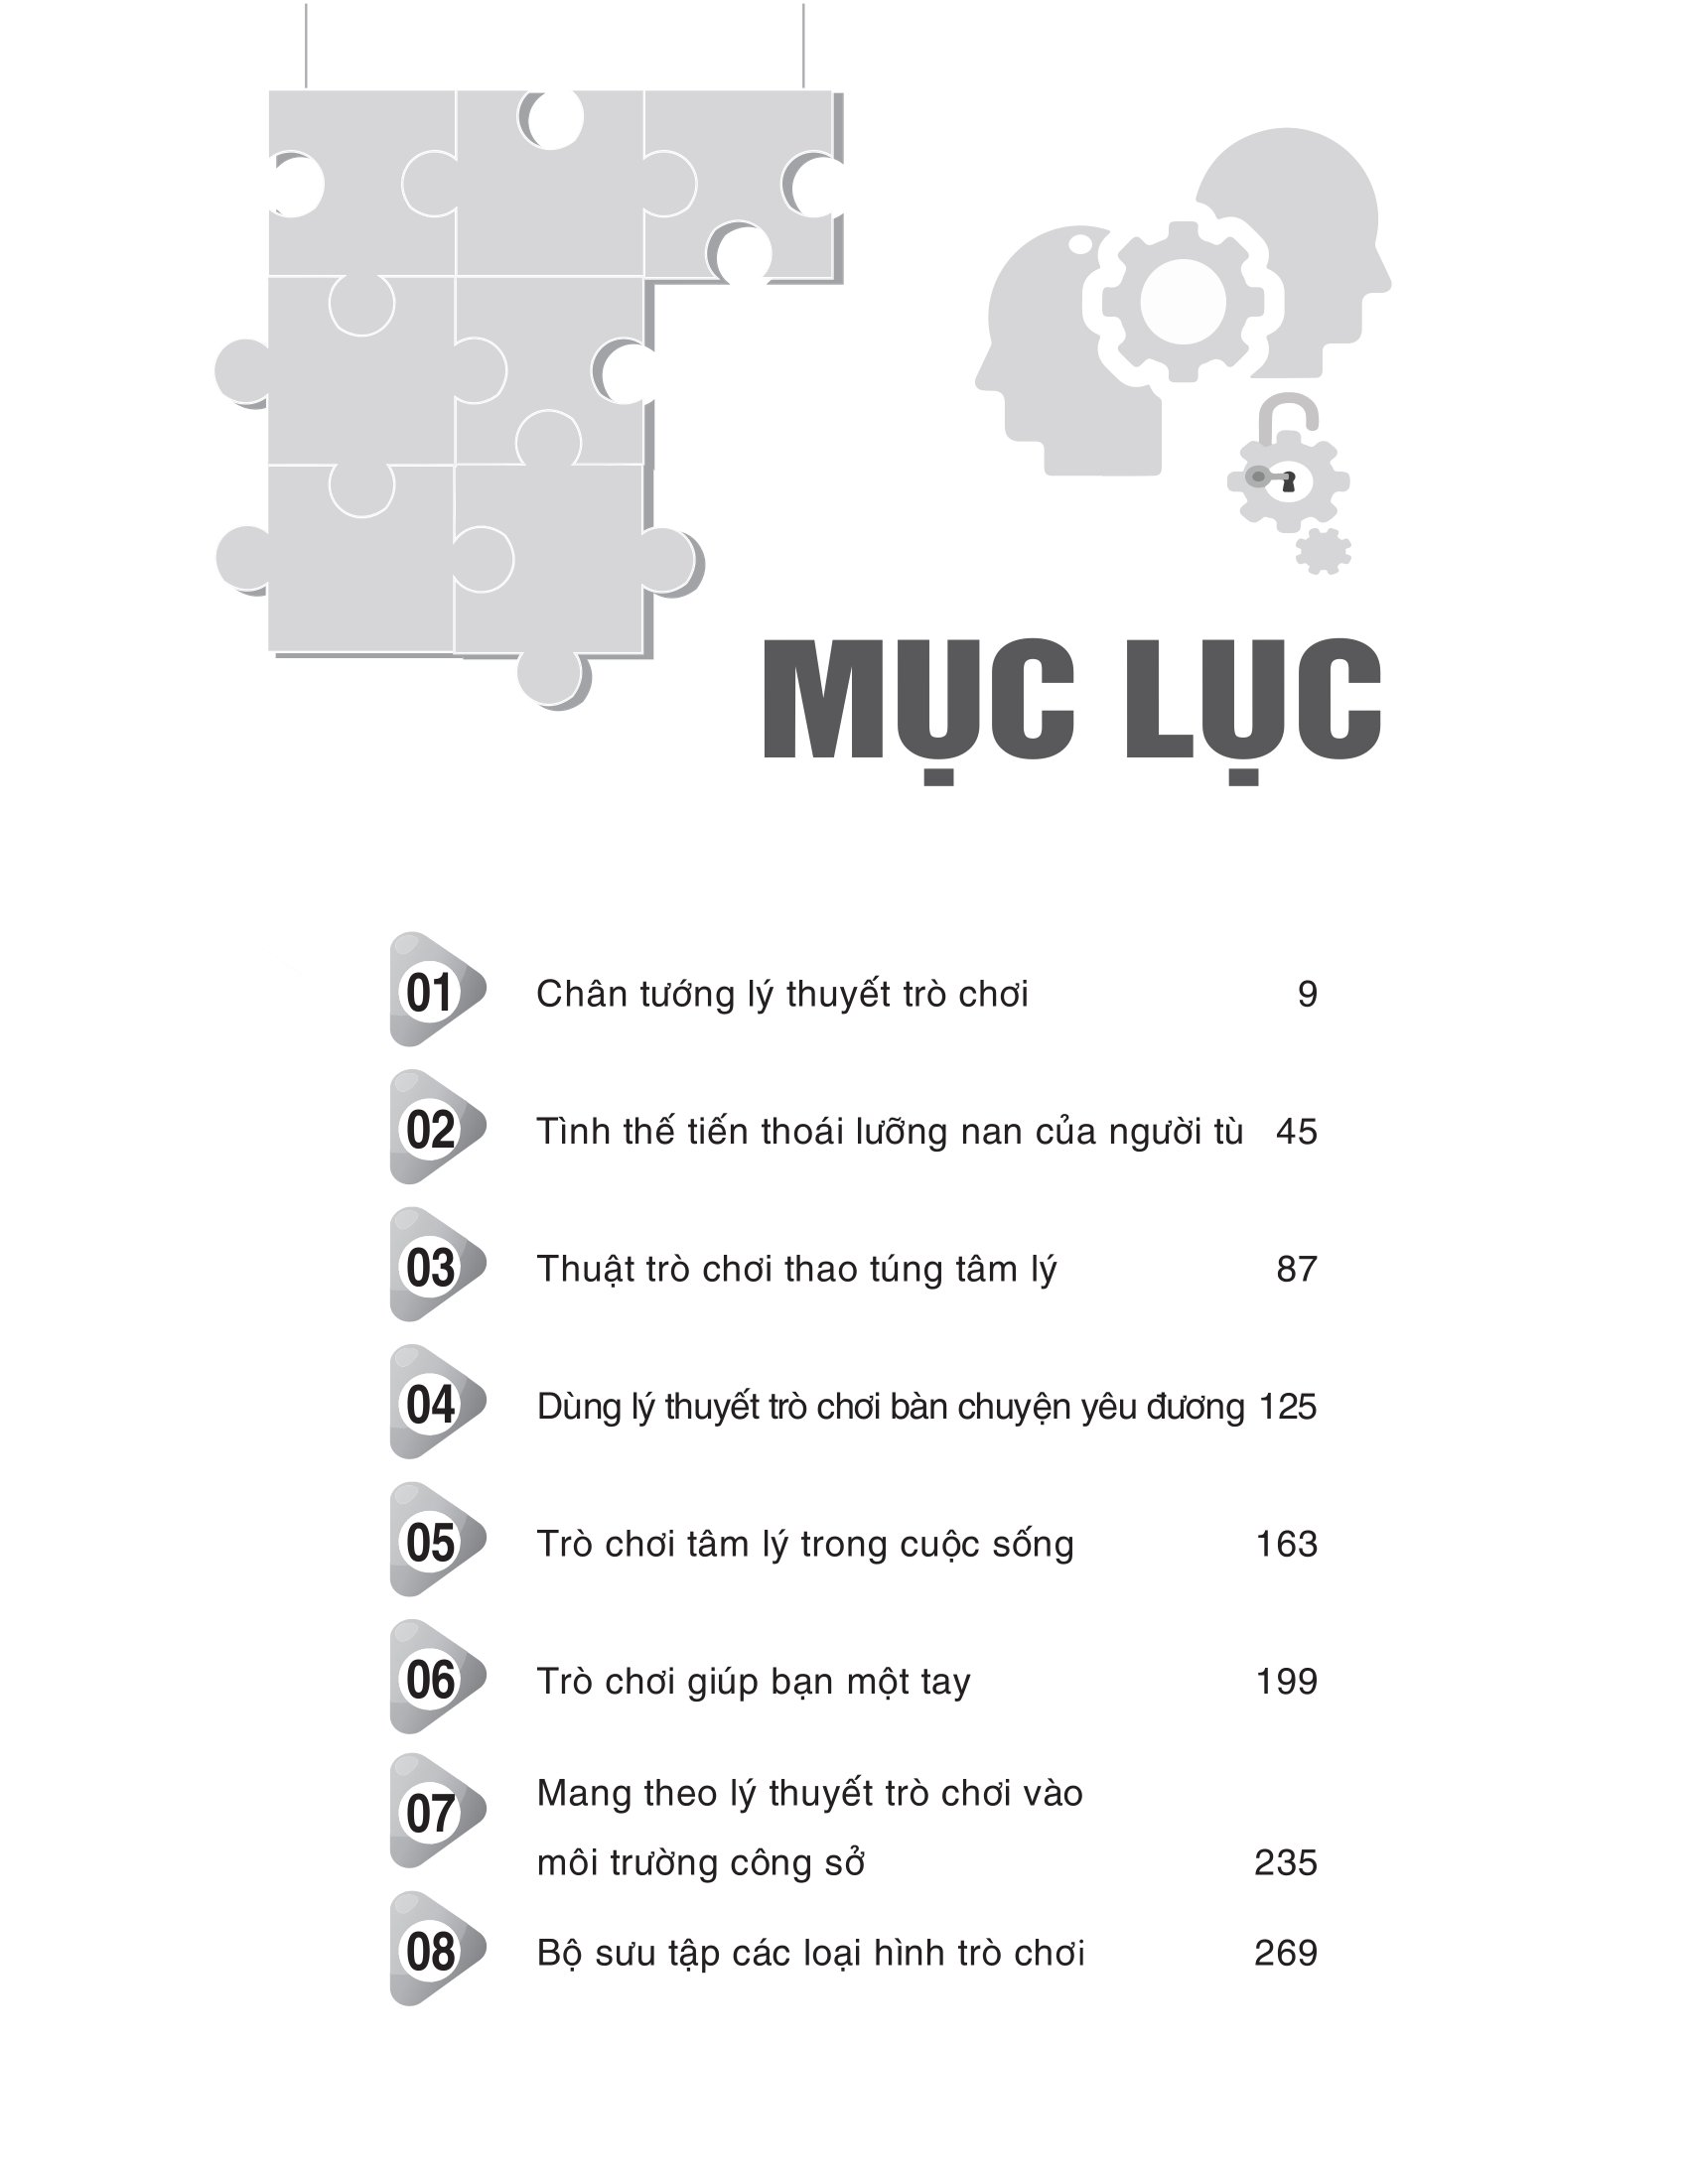 MỤC LỤC
01 Chân tướng lý thuyết trò chơi 9
02 Tình thế tiến thoái lưỡng nan của người tù 45
03 Thuật trò chơi thao túng tâm lý 87
04 Dùng lý thuyết trò chơi bàn chuyện yêu đương 125
05 Trò chơi tâm lý trong cuộc sống 163
06 Trò chơi giúp bạn một tay 199
07 Mang theo lý thuyết trò chơi vào
môi trường công sở 235
08 Bộ sưu tập các loại hình trò chơi 269